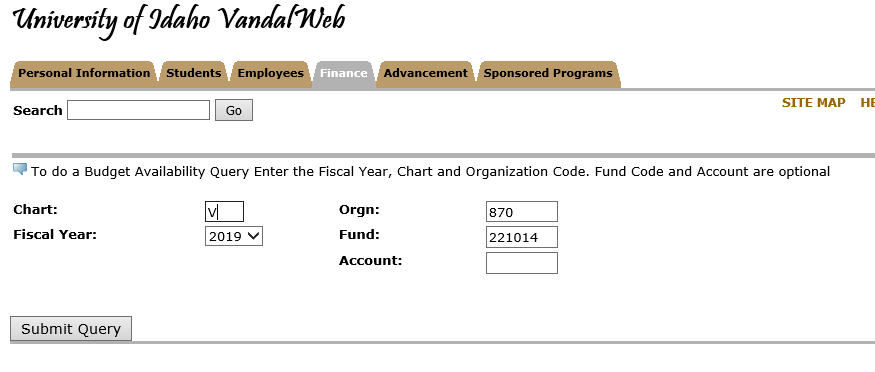 University of Idaho VandalWeb
Personal Information Students Employees Finance Advancement Sponsored Programs
Search Go SITE MAP HE
To do a Budget Availability Query Enter the Fiscal Year, Chart and Organization Code. Fund Code and Account are optional
Chart: V Orgn: 870
Fiscal Year: 2019 Fund: 221014
Account:
Submit Query